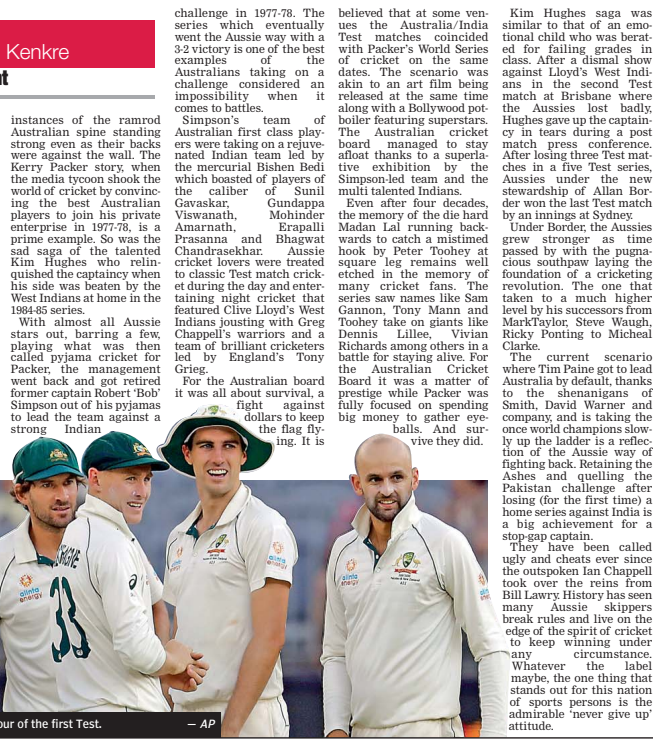 Kenkre
nt
instances of the ramrod
Australian spine standing
strong even as their backs
were against the wall. The
Kerry Packer story, when
the media tycoon shook the
world of cricket by convinc-
ing the best Australian
players to join his private
enterprise in 1977-78, is a
prime example. So was the
sad saga of the talented
Kim Hughes who relin-
quished the captaincy when
his side was beaten by the
West Indians at home in the
1984-85 series.
With almost all Aussie
stars out, barring a few,
playing what was then
called pyjama cricket for
Packer, the management
went back and got retired
former captain Robert ‘Bob’
Simpson out of his pyjamas
to lead the team against a
strong Indian
challenge in 1977-78. The
series which eventually
went the Aussie way with a
3-2 victory is one of the best
examples of the
Australians taking on a
challenge considered an
impossibility when it
comes to battles.
Simpson’s team of
Australian first class play-
ers were taking on a rejuve-
nated Indian team led by
the mercurial Bishen Bedi
which boasted of players of
the caliber of Sunil
Gavaskar, Gundappa
Viswanath, Mohinder
Amarnath, Erapalli
Prasanna and Bhagwat
Chandrasekhar. Aussie
cricket lovers were treated
to classic Test match crick-
et during the day and enter-
taining night cricket that
featured Clive Lloyd’s West
Indians jousting with Greg
Chappell’s warriors and a
team of brilliant cricketers
led by England’s Tony
Grieg.
For the Australian board
it was all about survival, a
fight against
dollars to keep
the flag fly-
ing. It is
believed that at some ven-
ues the Australia/India
Test matches coincided
with Packer’s World Series
of cricket on the same
dates. The scenario was
akin to an art film being
released at the same time
along with a Bollywood pot-
boiler featuring superstars.
The Australian cricket
board managed to stay
afloat thanks to a superla-
tive exhibition by the
Simpson-led team and the
multi talented Indians.
Even after four decades,
the memory of the die hard
Madan Lal running back-
wards to catch a mistimed
hook by Peter Toohey at
square leg remains well
etched in the memory of
many cricket fans. The
series saw names like Sam
Gannon, Tony Mann and
Toohey take on giants like
Dennis Lillee, Vivian
Richards among others in a
battle for staying alive. For
the Australian Cricket
Board it was a matter of
prestige while Packer was
fully focused on spending
big money to gather eye-
balls. And sur-
vive they did.
Kim Hughes saga was
similar to that of an emo-
tional child who was berat-
ed for failing grades in
class. After a dismal show
against Lloyd’s West Indi-
ans in the second Test
match at Brisbane where
the Aussies lost badly,
Hughes gave up the captain-
cy in tears during a post
match press conference.
After losing three Test mat-
ches in a five Test series,
Aussies under the new
stewardship of Allan Bor-
der won the last Test match
by an innings at Sydney.
Under Border, the Aussies
grew stronger as time
passed by with the pugna-
cious southpaw laying the
foundation of a cricketing
revolution. The one that
taken to a much higher
level by his successors from
MarkTaylor, Steve Waugh,
Ricky Ponting to Micheal
Clarke.
The current scenario
where Tim Paine got to lead
Australia by default, thanks
to the shenanigans of
Smith, David Warner and
company, and is taking the
once world champions slow-
ly up the ladder is a reflec-
tion of the Aussie way of
fighting back. Retaining the
Ashes and quelling the
Pakistan challenge after
losing (for the first time) a
home series against India is
a big achievement for a
stop-gap captain.
They have been called
ugly and cheats ever since
the outspoken Ian Chappell
took over the reins from
Bill Lawry. History has seen
many Aussie skippers
break rules and live on the
edge of the spirit of cricket
to keep winning under
any circumstance.
Whatever the label
maybe, the one thing that
stands out for this nation
of sports persons is the
admirable ‘never give up’
attitude.
33
alinta
energy
alinta
energy
alinta
energy
our of the first Test. — AP